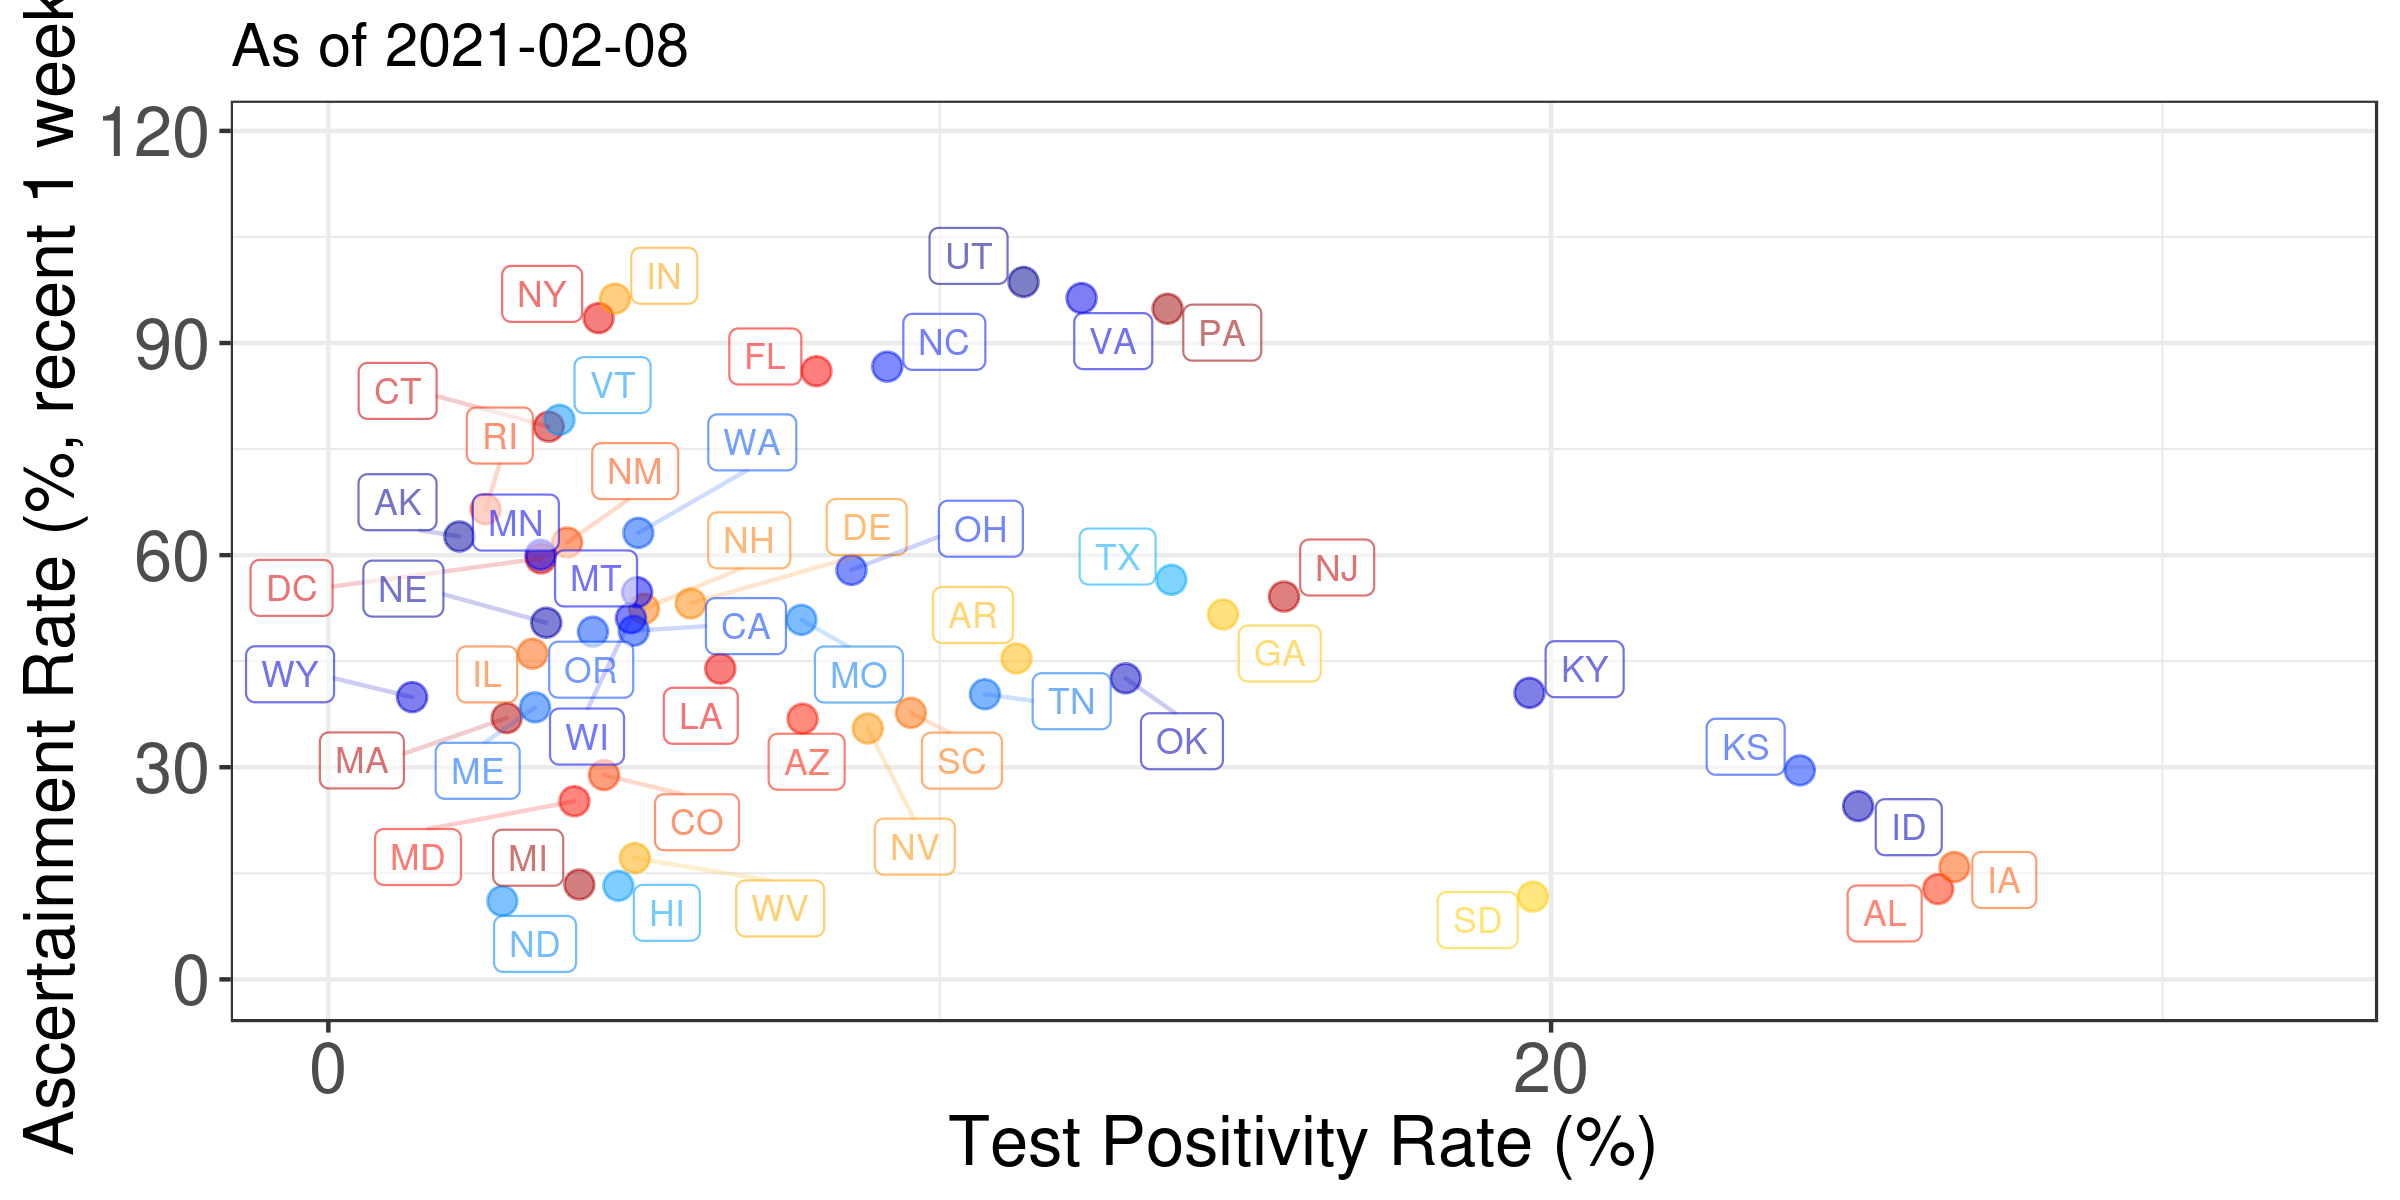 As of 2021-02-08
Ascertainment Rate (%, recent 1 week
120
90
60
30
0
UT
IN
NY
VA
PA
NC
FL
VT
CT
RI
WA
NM
AK
MN
NH
DE
OH
TX
NJ
MT
DC
NE
AR
CA
GA
WY
IL
OR
MO
KY
TN
LA
WI
OK
KS
MA
ME
AZ
SC
CO
ID
NV
MD
MI
IA
WV
HI
SD
AL
ND
0
20
Test Positivity Rate (%)